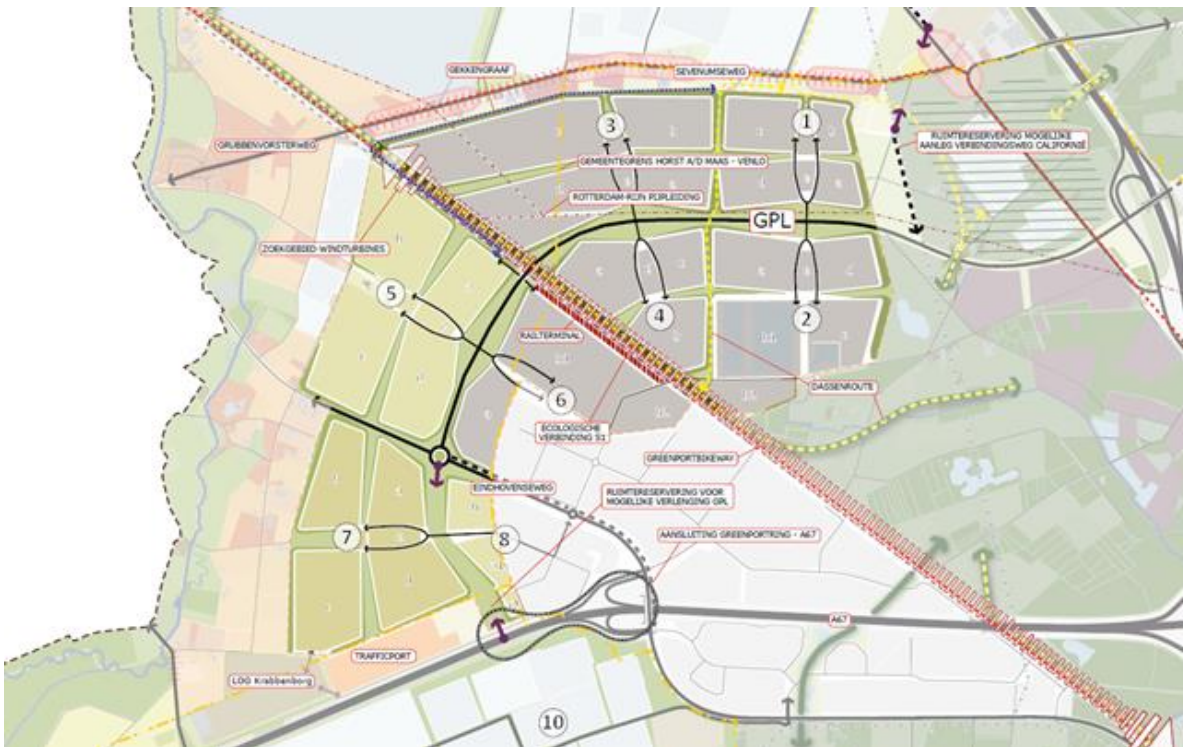 GEKKENGRAAF
SEVENUMSEWEG
1
3
RUIMTERESERVERING MOGELIJKE
AANLEG VERBINDINGSWEG CALIFORNIË
GRUBBENVORSTERWEG
GEMEENTEGRENS HORST A/D MAAS - VENLO
ROTTERDAM-RIJN PIJPLEIDING
GPL
ZOEKGEBIED WINDTURBINES
5
4
2
RAILTERMINAL
DASSENROUTE
6
ECOLOGISCHE
VERBINDING S1
GREENPORTBIKEWAY
EINDHOVENSEWEG
RUIMTERESERVERING VOOR
MOGELIJKE VERLENGING GPL
7
8
AANSLUITING GREENPORTRING - A67
A67
TRAFFICPORT
LOG Krabbenborg
10